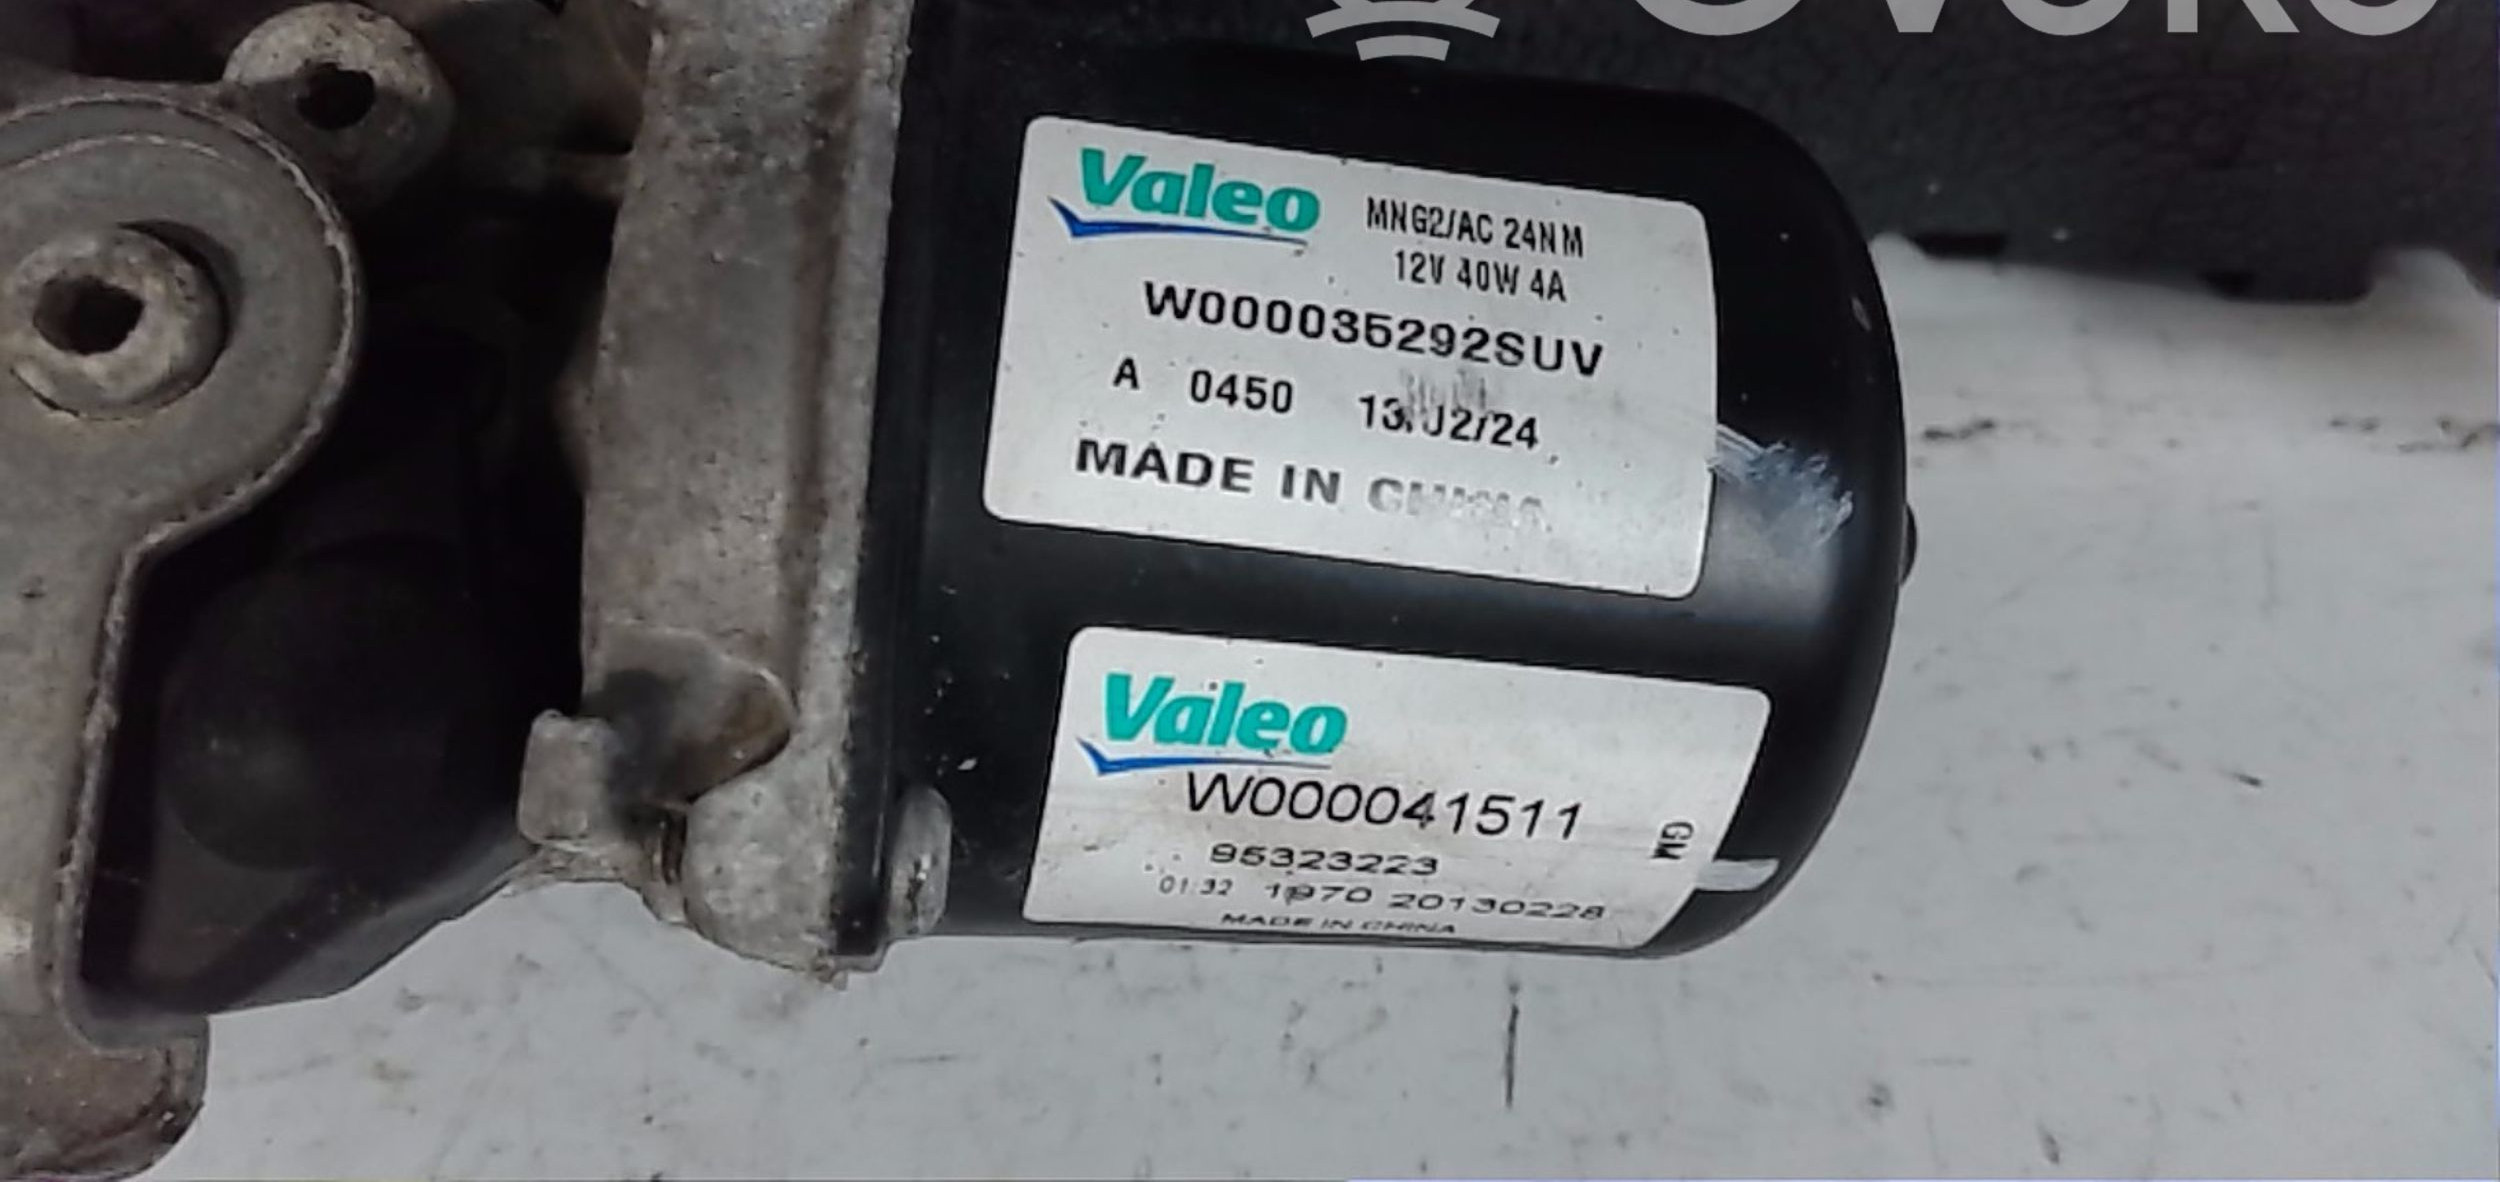 Valeo
MNG2/AC 24NM
12V 40W 4A
W000035292SUV
A 0450 13/02/24
MADE IN CHINA
Valeo
W000041511
GM
95323223
01:32 1970 20130228
MADE IN CHINA